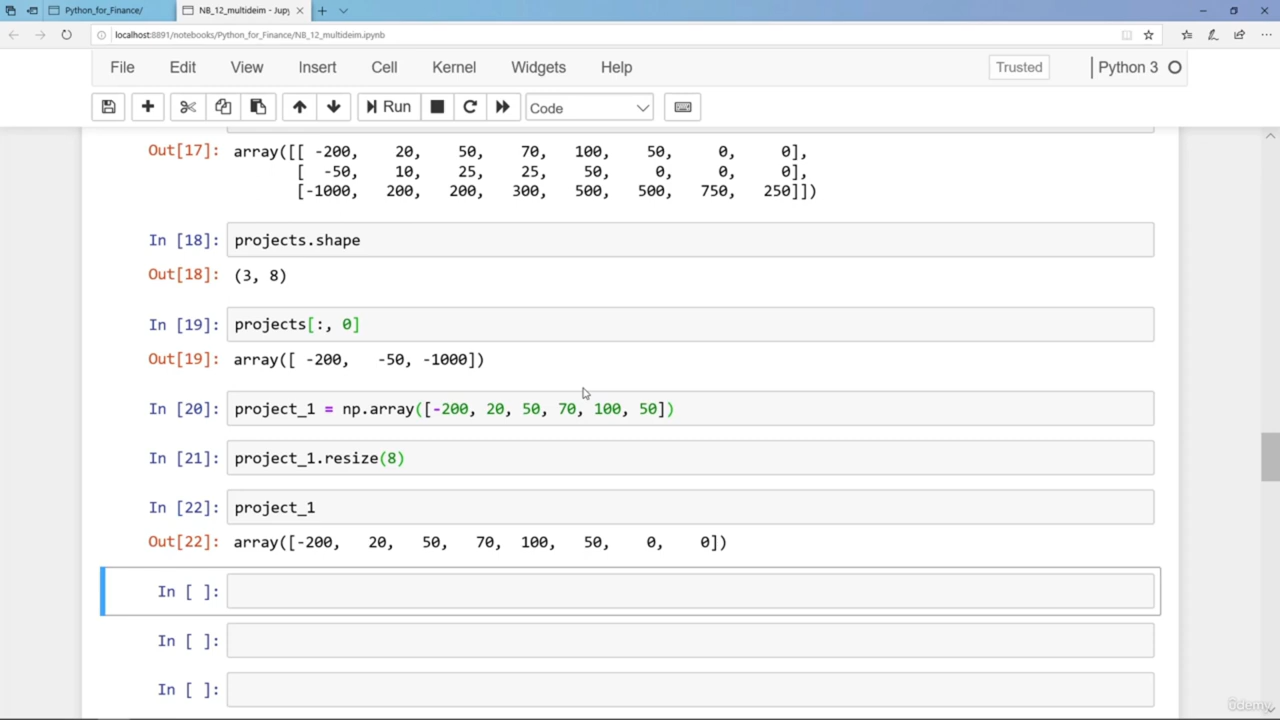 Python_for_Finance/
NB_12_multideim - Jupy
localhost:8891/notebooks/Python_for_Finance/NB_12_multideim.ipynb
File Edit View Insert Cell Kernel Widgets Help Trusted Python 3
Run Code
Out[17]: array([[ -200, 20, 50, 70, 100, 50, 0, 0],
[ -50, 10, 25, 25, 50, 0, 0, 0],
[-1000, 200, 200, 300, 500, 500, 750, 250]])
In [18]: projects.shape
Out[18]: (3, 8)
In [19]: projects[:, 0]
Out[19]: array([ -200, -50, -1000])
In [20]: project_1 = np.array([-200, 20, 50, 70, 100, 50])
In [21]: project_1.resize(8)
In [22]: project_1
Out[22]: array([-200, 20, 50, 70, 100, 50, 0, 0])
In [ ]:
In [ ]:
In [ ]:
Udemy